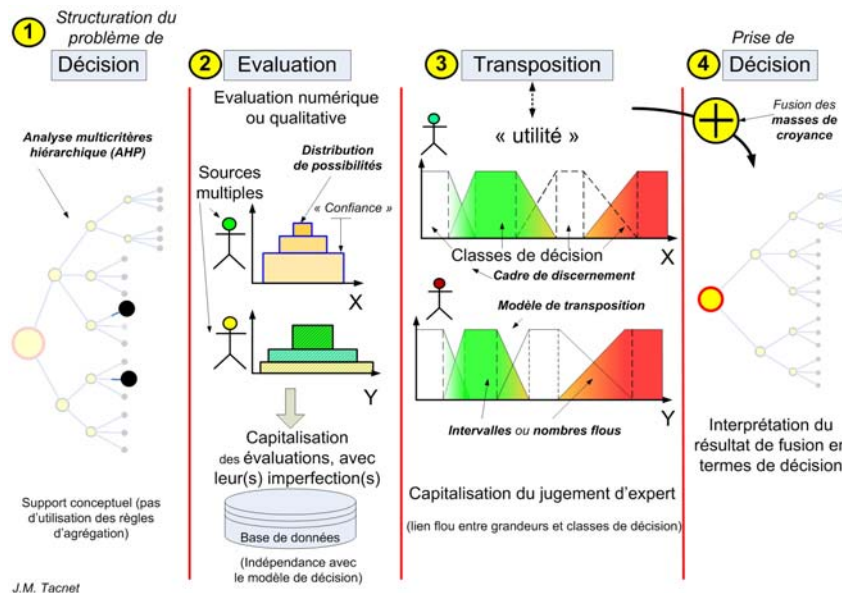 1
Structuration du
problème de
Décision
Analyse multicritères
hiérarchique (AHP)
Support conceptuel (pas
d'utilisation des règles
d'agrégation)
J.M. Tacnet
2
Evaluation
Evaluation numérique
ou qualitative
Distribution
de possibilités
Sources
multiples
« Confiance »
X
Y
Capitalisation
des évaluations, avec
leur(s) imperfection(s)
Base de données
(Indépendance avec
le modèle de décision)
3
Transposition
« utilité »
X
Classes de décision
Cadre de discernement
Modèle de transposition
Y
Intervalles ou nombres flous
Capitalisation du jugement d'expert
(lien flou entre grandeurs et classes de décision)
4
Prise de
Décision
Fusion des
masses de
croyance
Interprétation du
résultat de fusion en
termes de décision